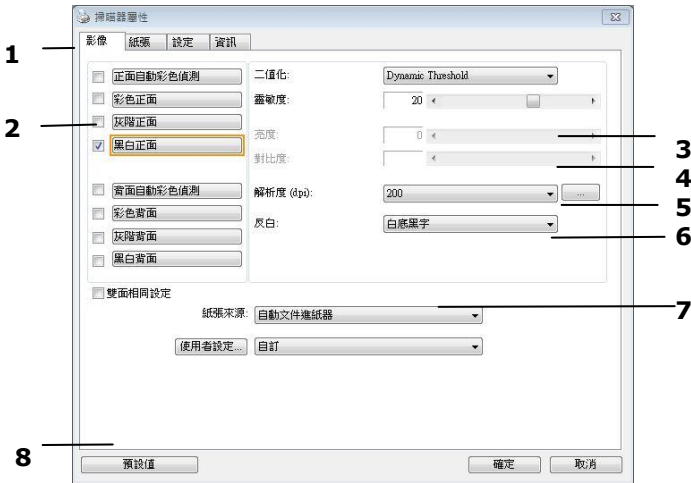 掃瞄器屬性
影像 紙張 設定 資訊
1
正面自動彩色偵測
彩色正面
2
灰階正面
黑白正面
背面自動彩色偵測
彩色背面
灰階背面
黑白背面
二值化: Dynamic Threshold
靈敏度: 20
亮度: 0
3
對比度:
4
解析度 (dpi): 200 ...
5
反白: 白底黑字
6
雙面相同設定
紙張來源: 自動文件進紙器
7
使用者設定... 自訂
8
預設值 確定 取消